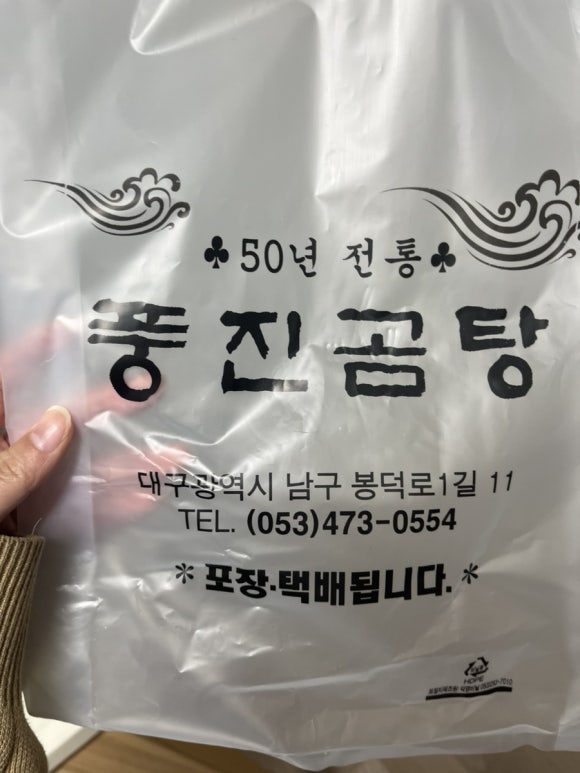 ♣50년 전통♣
풍진곰탕
대구광역시 남구 봉덕로1길 11
TEL. (053)473-0554
* 포장·택배됩니다. *
HDPE